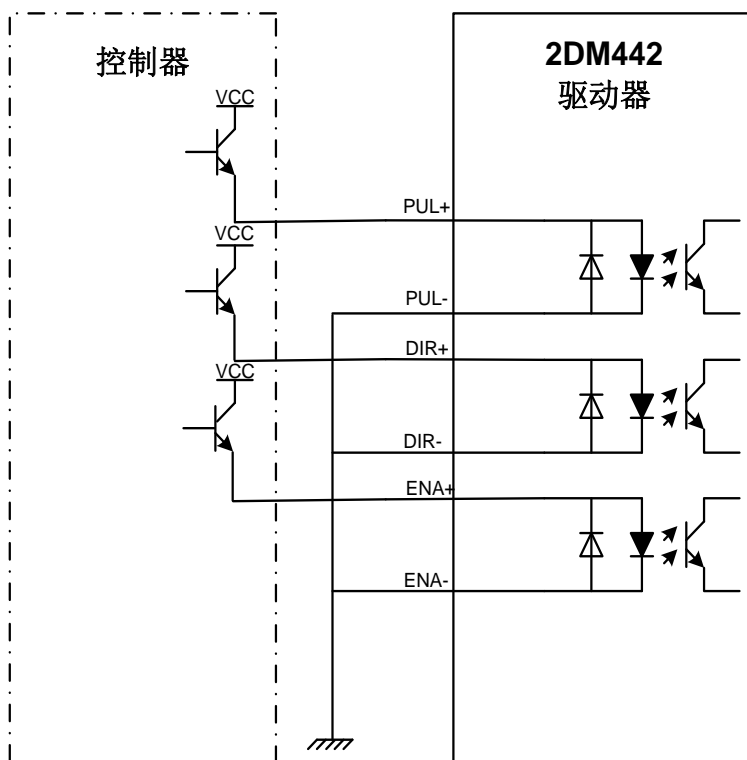 控制器
2DM442
驱动器
VCC
PUL+
VCC
PUL-
DIR+
VCC
DIR-
ENA+
ENA-